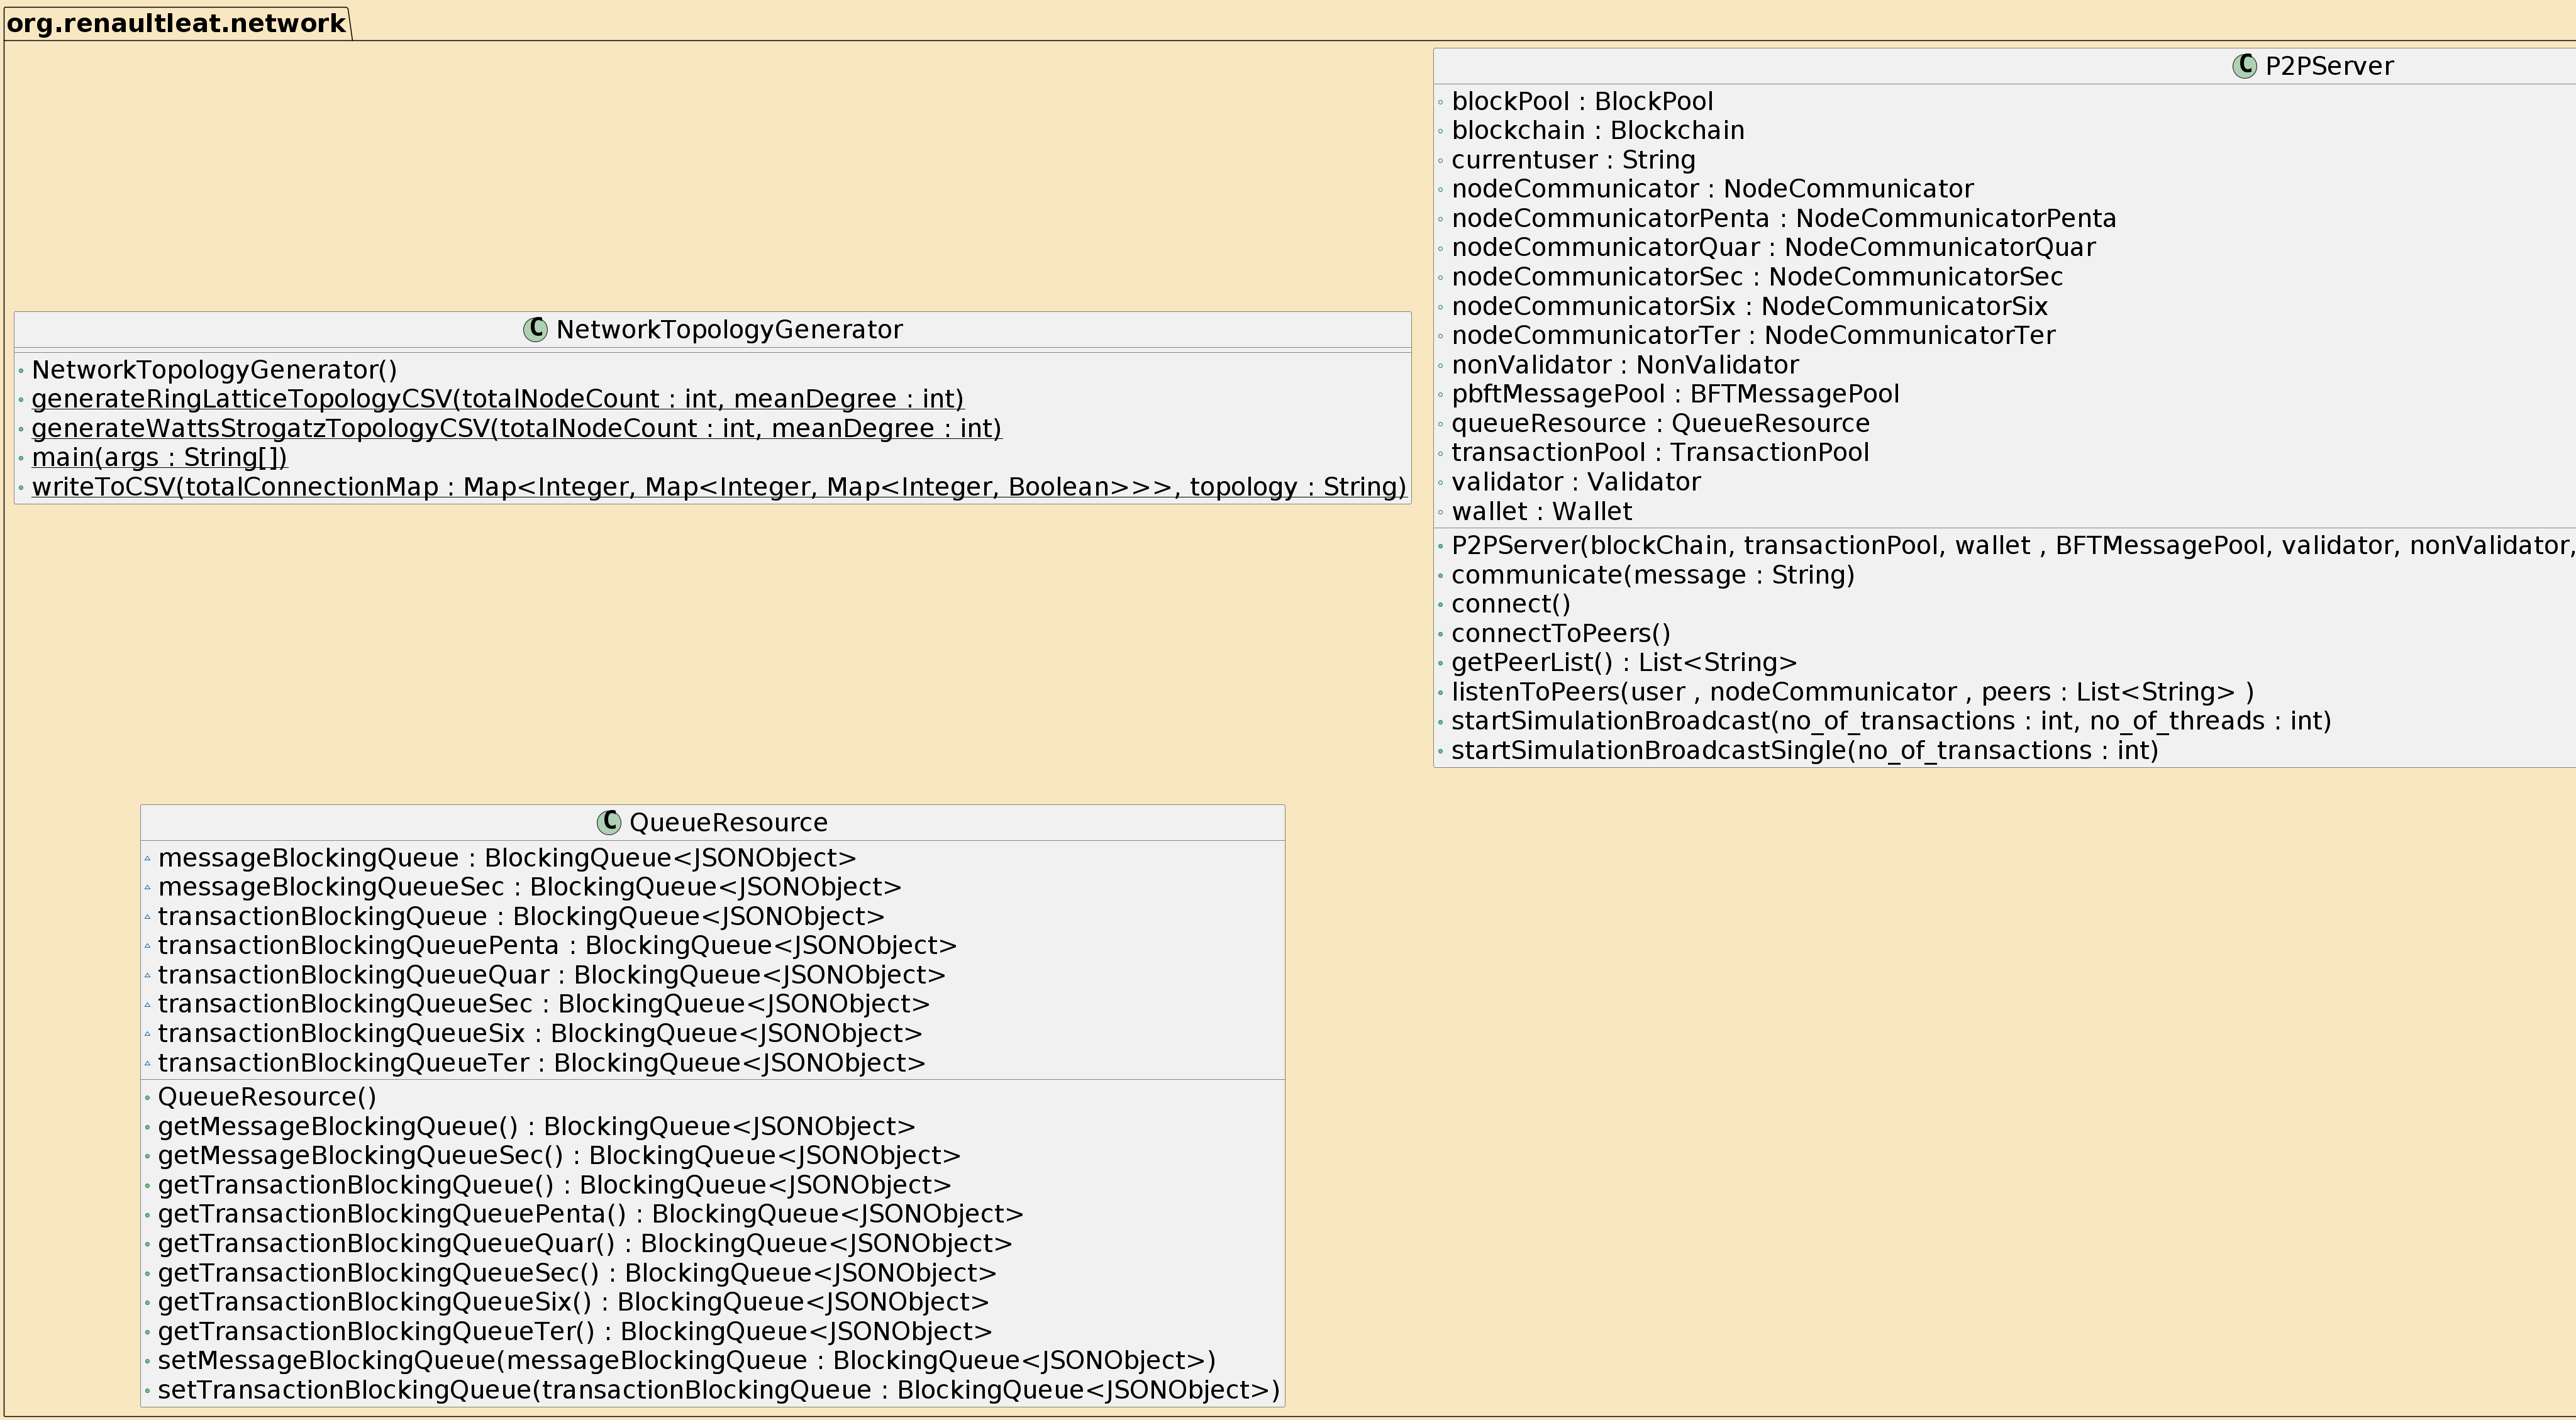 org.renaultleat.network
C NetworkTopologyGenerator
NetworkTopologyGenerator()
generateRingLatticeTopologyCSV(totalNodeCount : int, meanDegree : int)
generateWattsStrogatzTopologyCSV(totalNodeCount : int, meanDegree : int)
main(args : String[])
writeToCSV(totalConnectionMap : Map<Integer, Map<Integer, Map<Integer, Boolean>>>, topology : String)
C P2PServer
blockPool : BlockPool
blockchain : Blockchain
currentuser : String
nodeCommunicator : NodeCommunicator
nodeCommunicatorPenta : NodeCommunicatorPenta
nodeCommunicatorQuar : NodeCommunicatorQuar
nodeCommunicatorSec : NodeCommunicatorSec
nodeCommunicatorSix : NodeCommunicatorSix
nodeCommunicatorTer : NodeCommunicatorTer
nonValidator : NonValidator
pbftMessagePool : BFTMessagePool
queueResource : QueueResource
transactionPool : TransactionPool
validator : Validator
wallet : Wallet
P2PServer(blockChain, transactionPool, wallet , BFTMessagePool, validator, nonValidator,
communicate(message : String)
connect()
connectToPeers()
getPeerList() : List<String>
listenToPeers(user , nodeCommunicator , peers : List<String> )
startSimulationBroadcast(no_of_transactions : int, no_of_threads : int)
startSimulationBroadcastSingle(no_of_transactions : int)
C QueueResource
messageBlockingQueue : BlockingQueue<JSONObject>
messageBlockingQueueSec : BlockingQueue<JSONObject>
transactionBlockingQueue : BlockingQueue<JSONObject>
transactionBlockingQueuePenta : BlockingQueue<JSONObject>
transactionBlockingQueueQuar : BlockingQueue<JSONObject>
transactionBlockingQueueSec : BlockingQueue<JSONObject>
transactionBlockingQueueSix : BlockingQueue<JSONObject>
transactionBlockingQueueTer : BlockingQueue<JSONObject>
QueueResource()
getMessageBlockingQueue() : BlockingQueue<JSONObject>
getMessageBlockingQueueSec() : BlockingQueue<JSONObject>
getTransactionBlockingQueue() : BlockingQueue<JSONObject>
getTransactionBlockingQueuePenta() : BlockingQueue<JSONObject>
getTransactionBlockingQueueQuar() : BlockingQueue<JSONObject>
getTransactionBlockingQueueSec() : BlockingQueue<JSONObject>
getTransactionBlockingQueueSix() : BlockingQueue<JSONObject>
getTransactionBlockingQueueTer() : BlockingQueue<JSONObject>
setMessageBlockingQueue(messageBlockingQueue : BlockingQueue<JSONObject>)
setTransactionBlockingQueue(transactionBlockingQueue : BlockingQueue<JSONObject>)